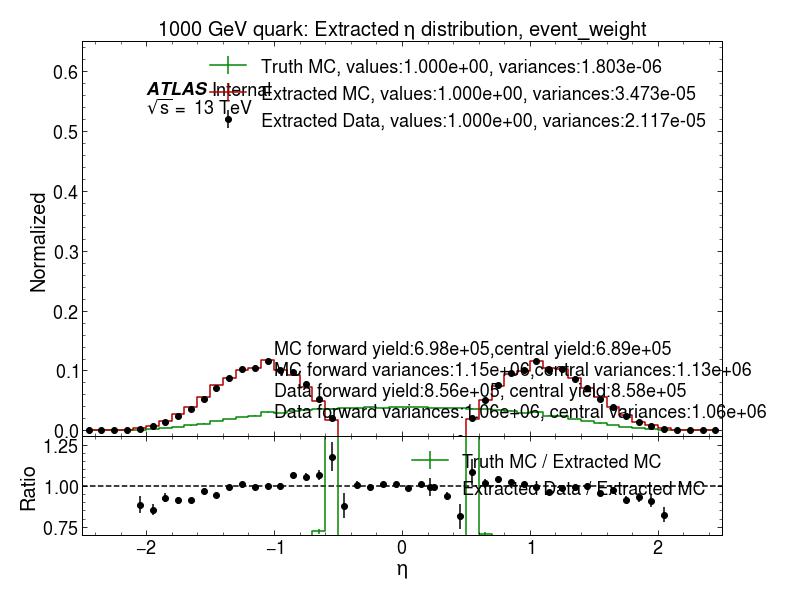 1000 GeV quark: Extracted η distribution, event_weight
Truth MC, values:1.000e+00, variances:1.803e-06
ATLAS Internal
Extracted MC, values:1.000e+00, variances:3.473e-05
√s = 13 TeV
Extracted Data, values:1.000e+00, variances:2.117e-05
Normalized
0.6
0.5
0.4
0.3
0.2
0.1
0.0
MC forward yield:6.98e+05,central yield:6.89e+05
MC forward variances:1.15e+06,central variances:1.13e+06
Data forward yield:8.56e+05, central yield:8.58e+05
Data forward variances:1.06e+06, central variances:1.06e+06
Ratio
1.25
1.00
0.75
Truth MC / Extracted MC
Extracted Data / Extracted MC
−2 −1 0 1 2
η